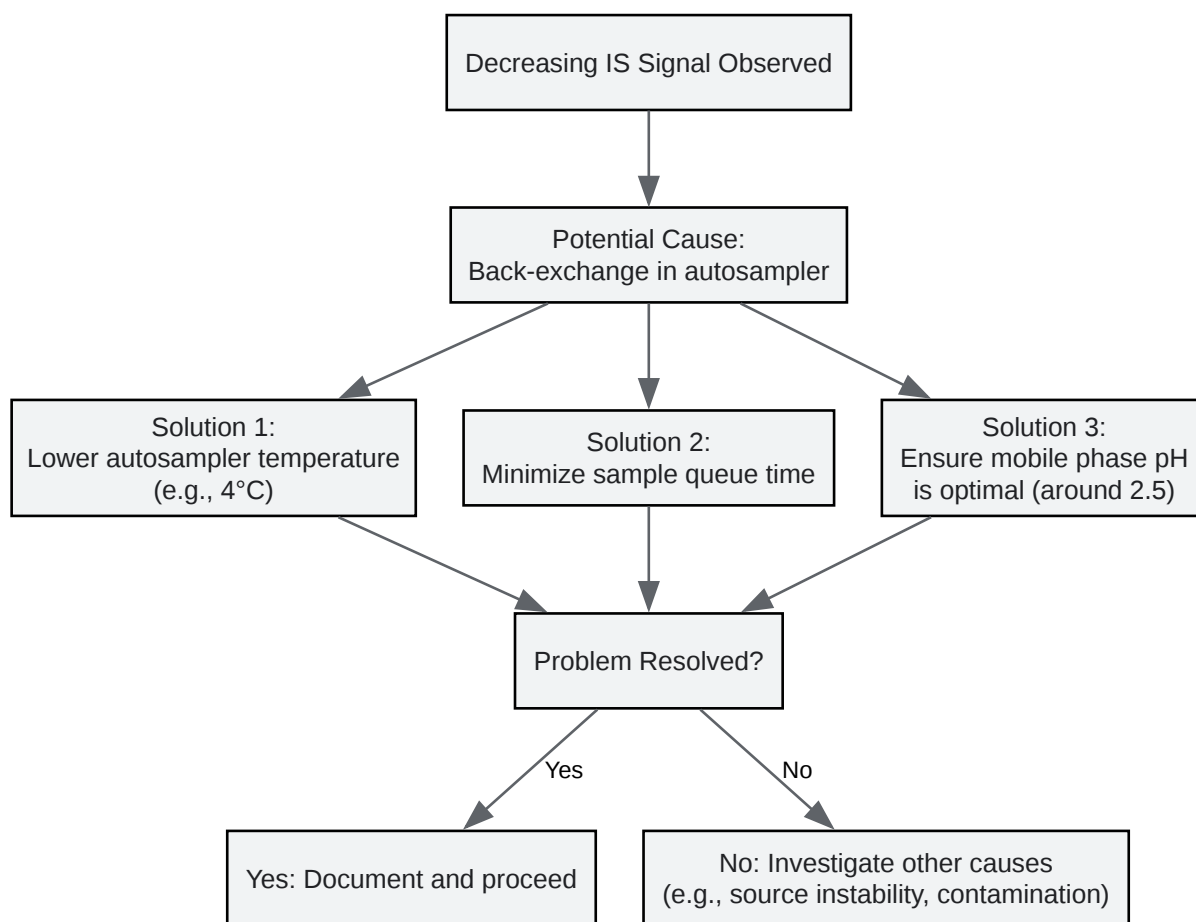 Decreasing IS Signal Observed
Potential Cause:
Back-exchange in autosampler
Solution 1:
Lower autosampler temperature
(e.g., 4°C)
Solution 2:
Minimize sample queue time
Solution 3:
Ensure mobile phase pH
is optimal (around 2.5)
Problem Resolved?
Yes
No
Yes: Document and proceed
No: Investigate other causes
(e.g., source instability, contamination)